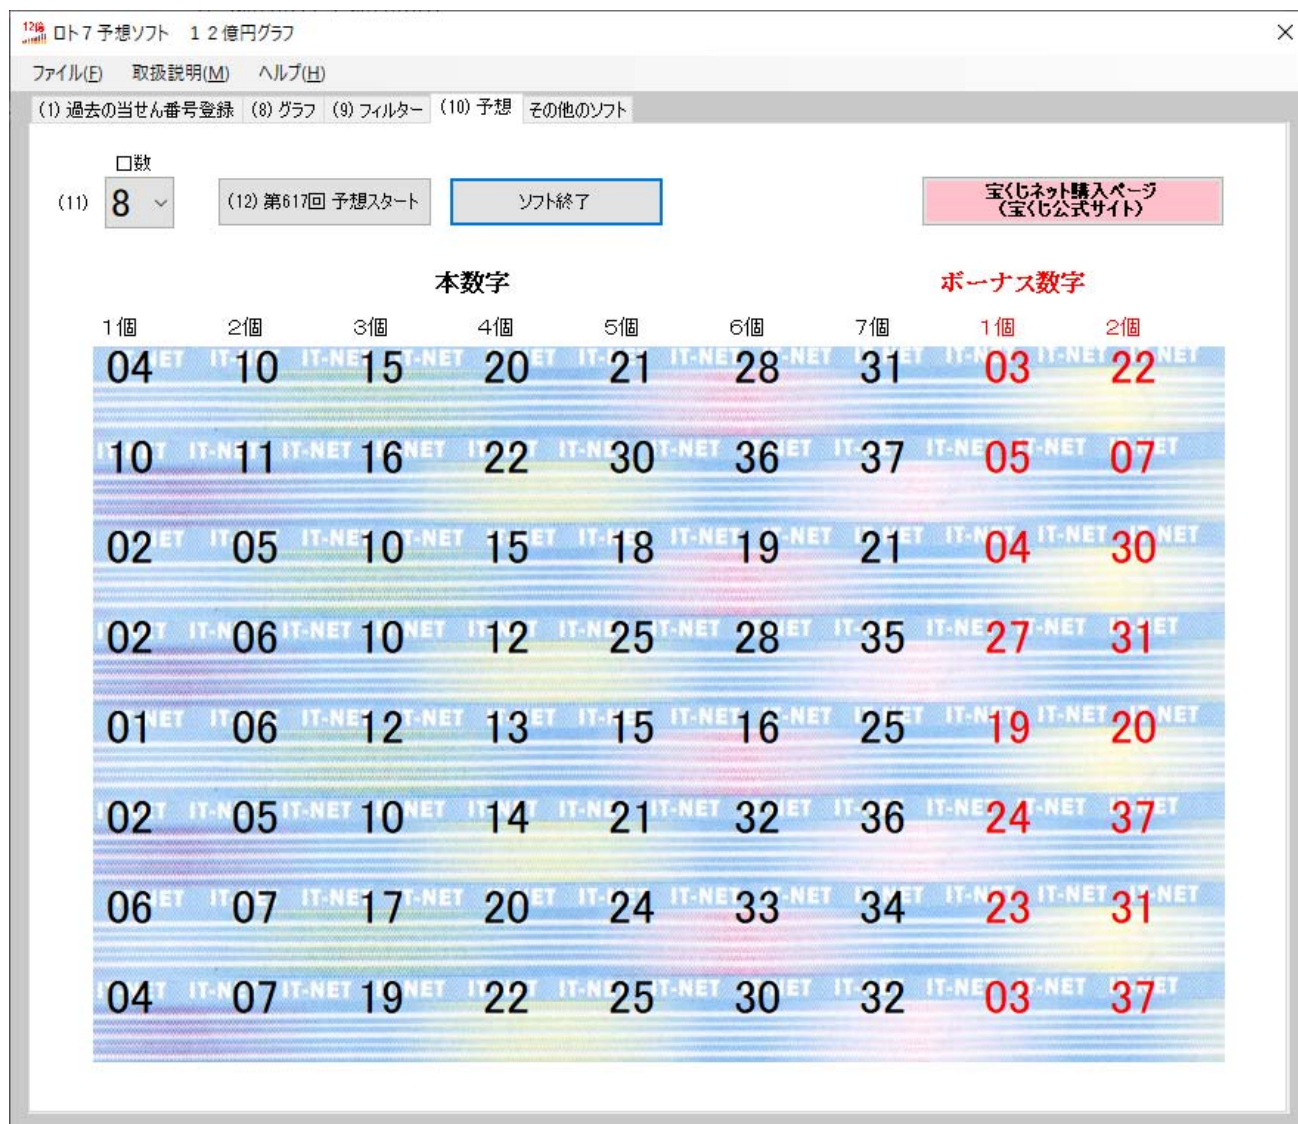 12億 ロト7予想ソフト　１２億円グラフ
ファイル(F)　取扱説明(M)　ヘルプ(H)
(1) 過去の当せん番号登録　(8) グラフ　(9) フィルター　(10) 予想　その他のソフト
口数
(11) 8　(12) 第617回 予想スタート　ソフト終了　宝くじネット購入ページ
（宝くじ公式サイト）
本数字　ボーナス数字
1個 2個 3個 4個 5個 6個 7個 1個 2個
04 10 15 20 21 28 31 03 22
10 11 16 22 30 36 37 05 07
02 05 10 15 18 19 21 04 30
02 06 10 12 25 28 35 27 31
01 06 12 13 15 16 25 19 20
02 05 10 14 21 32 36 24 37
06 07 17 20 24 33 34 23 31
04 07 19 22 25 30 32 03 37